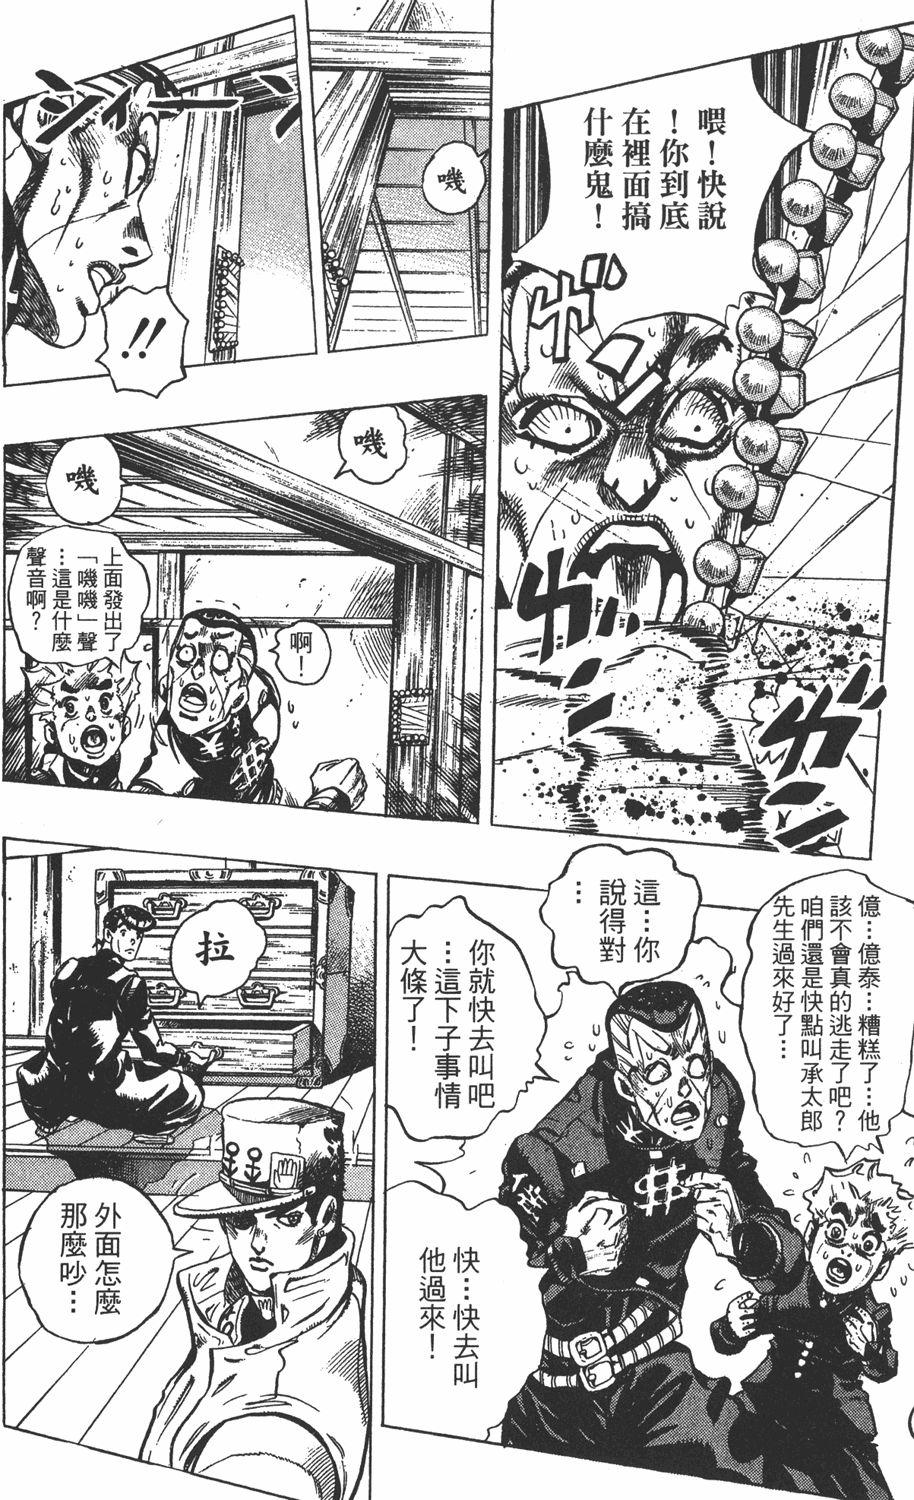 喂！快說
！你到底
在裡面搞
什麼鬼！
嘰
!!
嘰
嘰
啊！
上面發出了
「嘰嘰」聲
…這是什麼
聲音啊？
億…億泰…糟糕了…他
該不會真的逃走了吧？
咱們還是快點叫承太郎
先生過來好了…
這…你
說得對
…
你就快去叫吧
…這下子事情
大條了！
快…快去叫
他過來！
拉
外面怎麼
那麼吵…